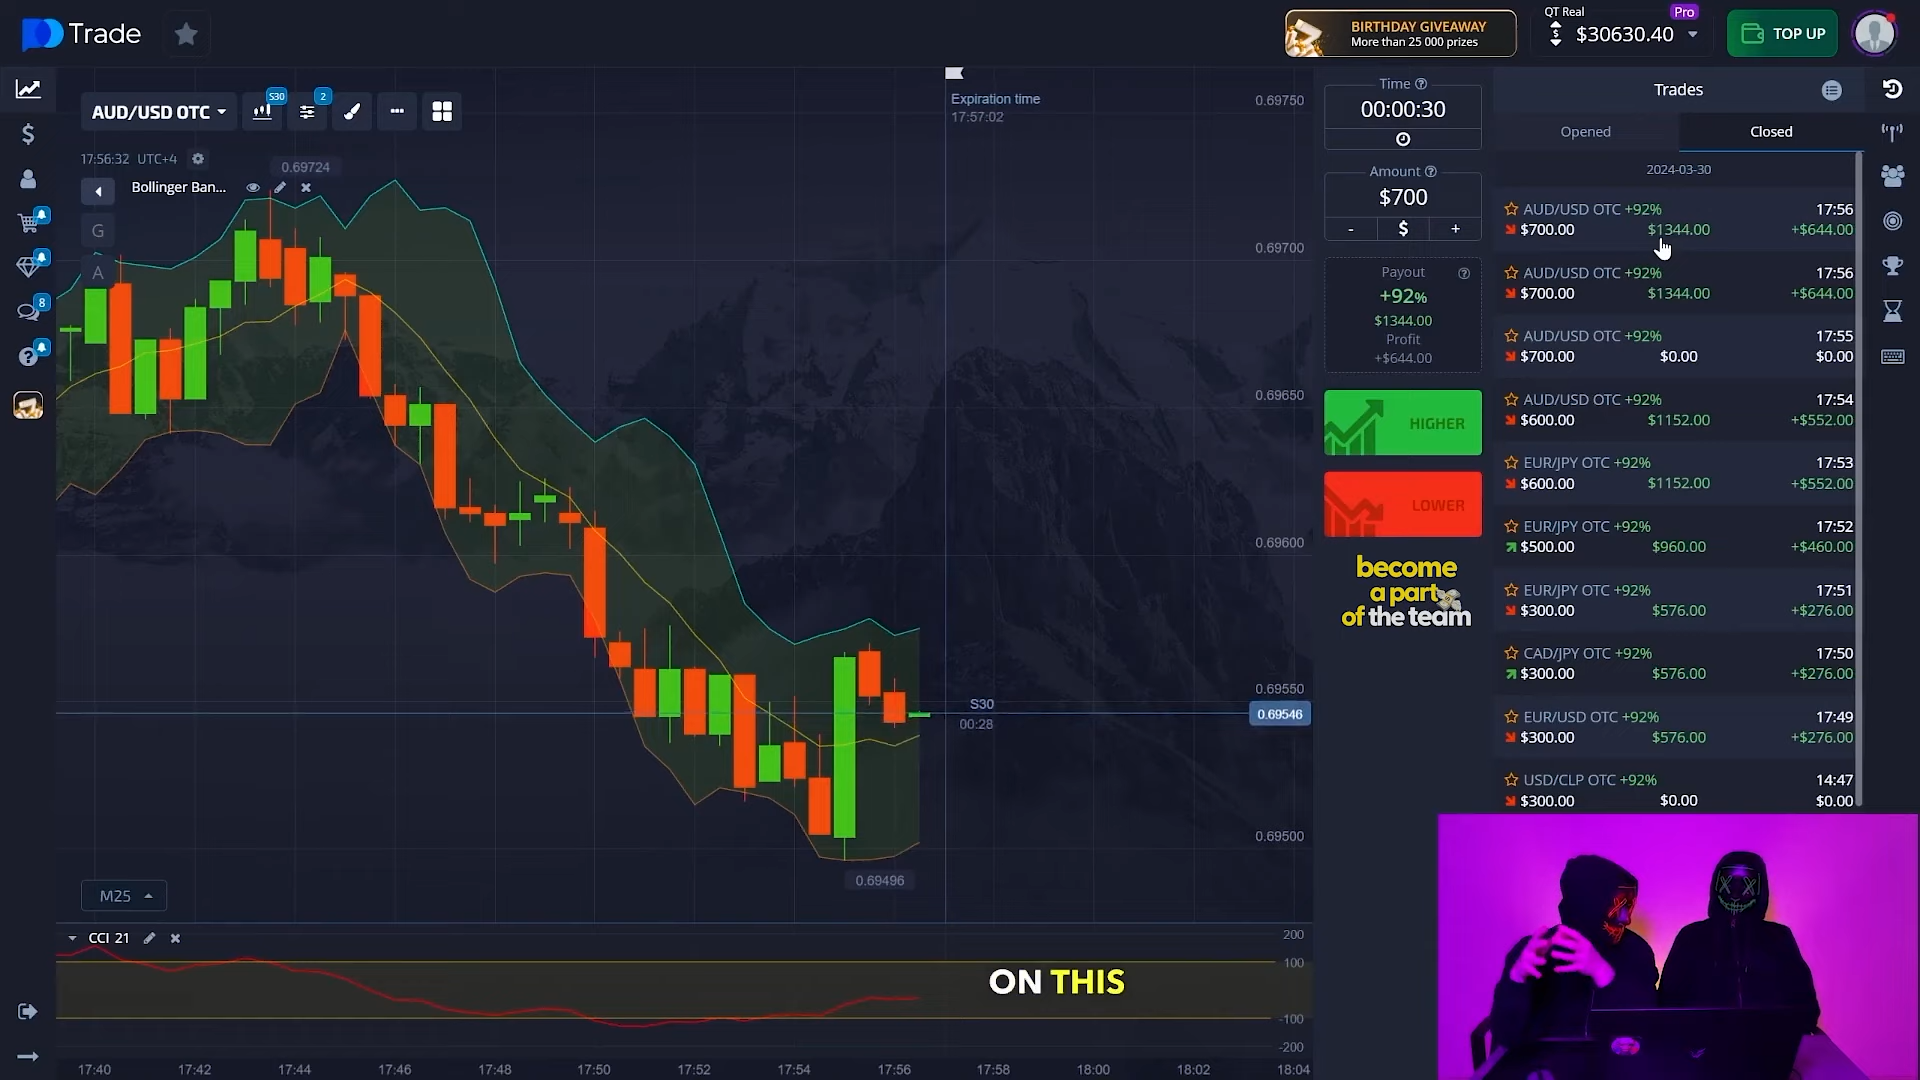 Trade
BIRTHDAY GIVEAWAY
More than 25 000 prizes
QT Real
Pro
$30630.40
TOP UP
AUD/USD OTC
S30
2
17:56:32 UTC+4
Bollinger Ban...
G
A
8
0.69724
Expiration time
17:57:02
0.69750
0.69700
0.69650
0.69600
0.69550
0.69546
0.69500
S30
00:28
0.69496
M25
CCI 21
200
100
-100
-200
ON THIS
17:40 17:42 17:44 17:46 17:48 17:50 17:52 17:54 17:56 17:58 18:00 18:02 18:04
Time
00:00:30
Amount
$700
- $ +
Payout
+92%
$1344.00
Profit
+$644.00
HIGHER
LOWER
become
a part
of the team
Trades
Opened Closed
2024-03-30
AUD/USD OTC +92% 17:56
$700.00 $1344.00 +$644.00
AUD/USD OTC +92% 17:56
$700.00 $1344.00 +$644.00
AUD/USD OTC +92% 17:55
$700.00 $0.00 $0.00
AUD/USD OTC +92% 17:54
$600.00 $1152.00 +$552.00
EUR/JPY OTC +92% 17:53
$600.00 $1152.00 +$552.00
EUR/JPY OTC +92% 17:52
$500.00 $960.00 +$460.00
EUR/JPY OTC +92% 17:51
$300.00 $576.00 +$276.00
CAD/JPY OTC +92% 17:50
$300.00 $576.00 +$276.00
EUR/USD OTC +92% 17:49
$300.00 $576.00 +$276.00
USD/CLP OTC +92% 14:47
$300.00 $0.00 $0.00